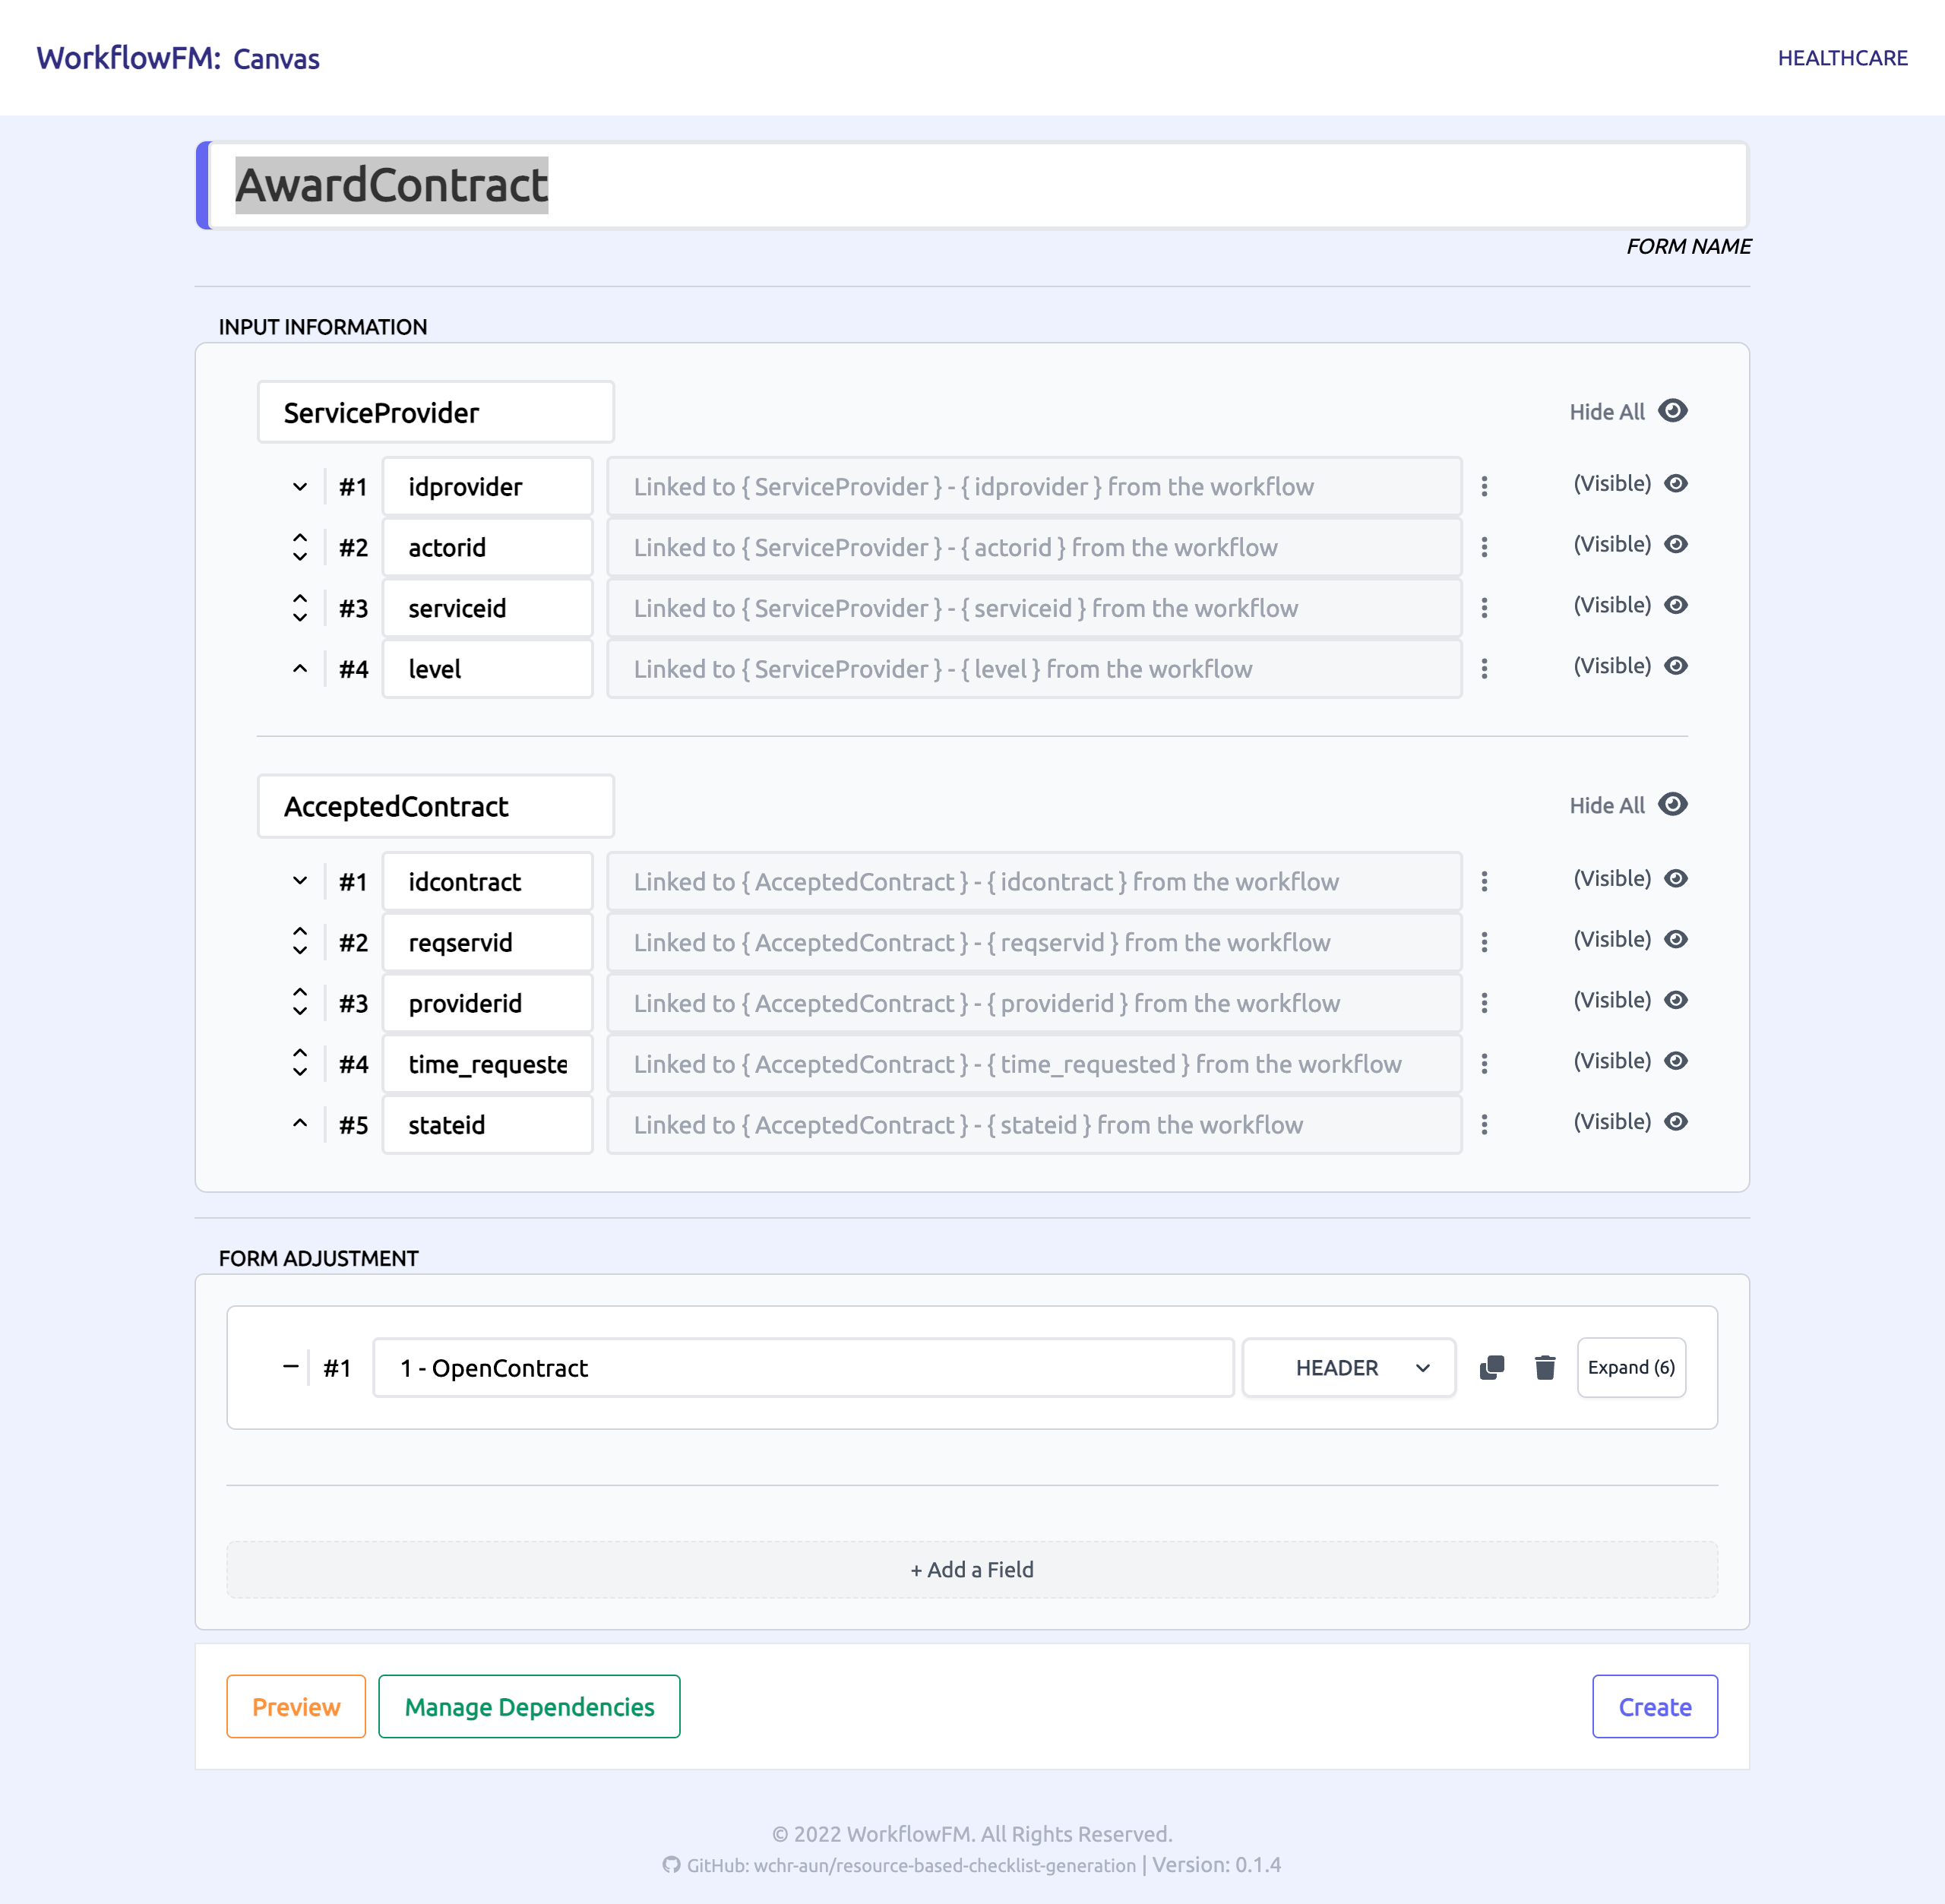 WorkflowFM: Canvas
HEALTHCARE
AwardContract
FORM NAME
INPUT INFORMATION
ServiceProvider Hide All
#1 idprovider Linked to { ServiceProvider } - { idprovider } from the workflow (Visible)
#2 actorid Linked to { ServiceProvider } - { actorid } from the workflow (Visible)
#3 serviceid Linked to { ServiceProvider } - { serviceid } from the workflow (Visible)
#4 level Linked to { ServiceProvider } - { level } from the workflow (Visible)
AcceptedContract Hide All
#1 idcontract Linked to { AcceptedContract } - { idcontract } from the workflow (Visible)
#2 reqservid Linked to { AcceptedContract } - { reqservid } from the workflow (Visible)
#3 providerid Linked to { AcceptedContract } - { providerid } from the workflow (Visible)
#4 time_requeste Linked to { AcceptedContract } - { time_requested } from the workflow (Visible)
#5 stateid Linked to { AcceptedContract } - { stateid } from the workflow (Visible)
FORM ADJUSTMENT
#1 1 - OpenContract HEADER Expand (6)
+ Add a Field
Preview Manage Dependencies Create
© 2022 WorkflowFM. All Rights Reserved.
GitHub: wchr-aun/resource-based-checklist-generation | Version: 0.1.4